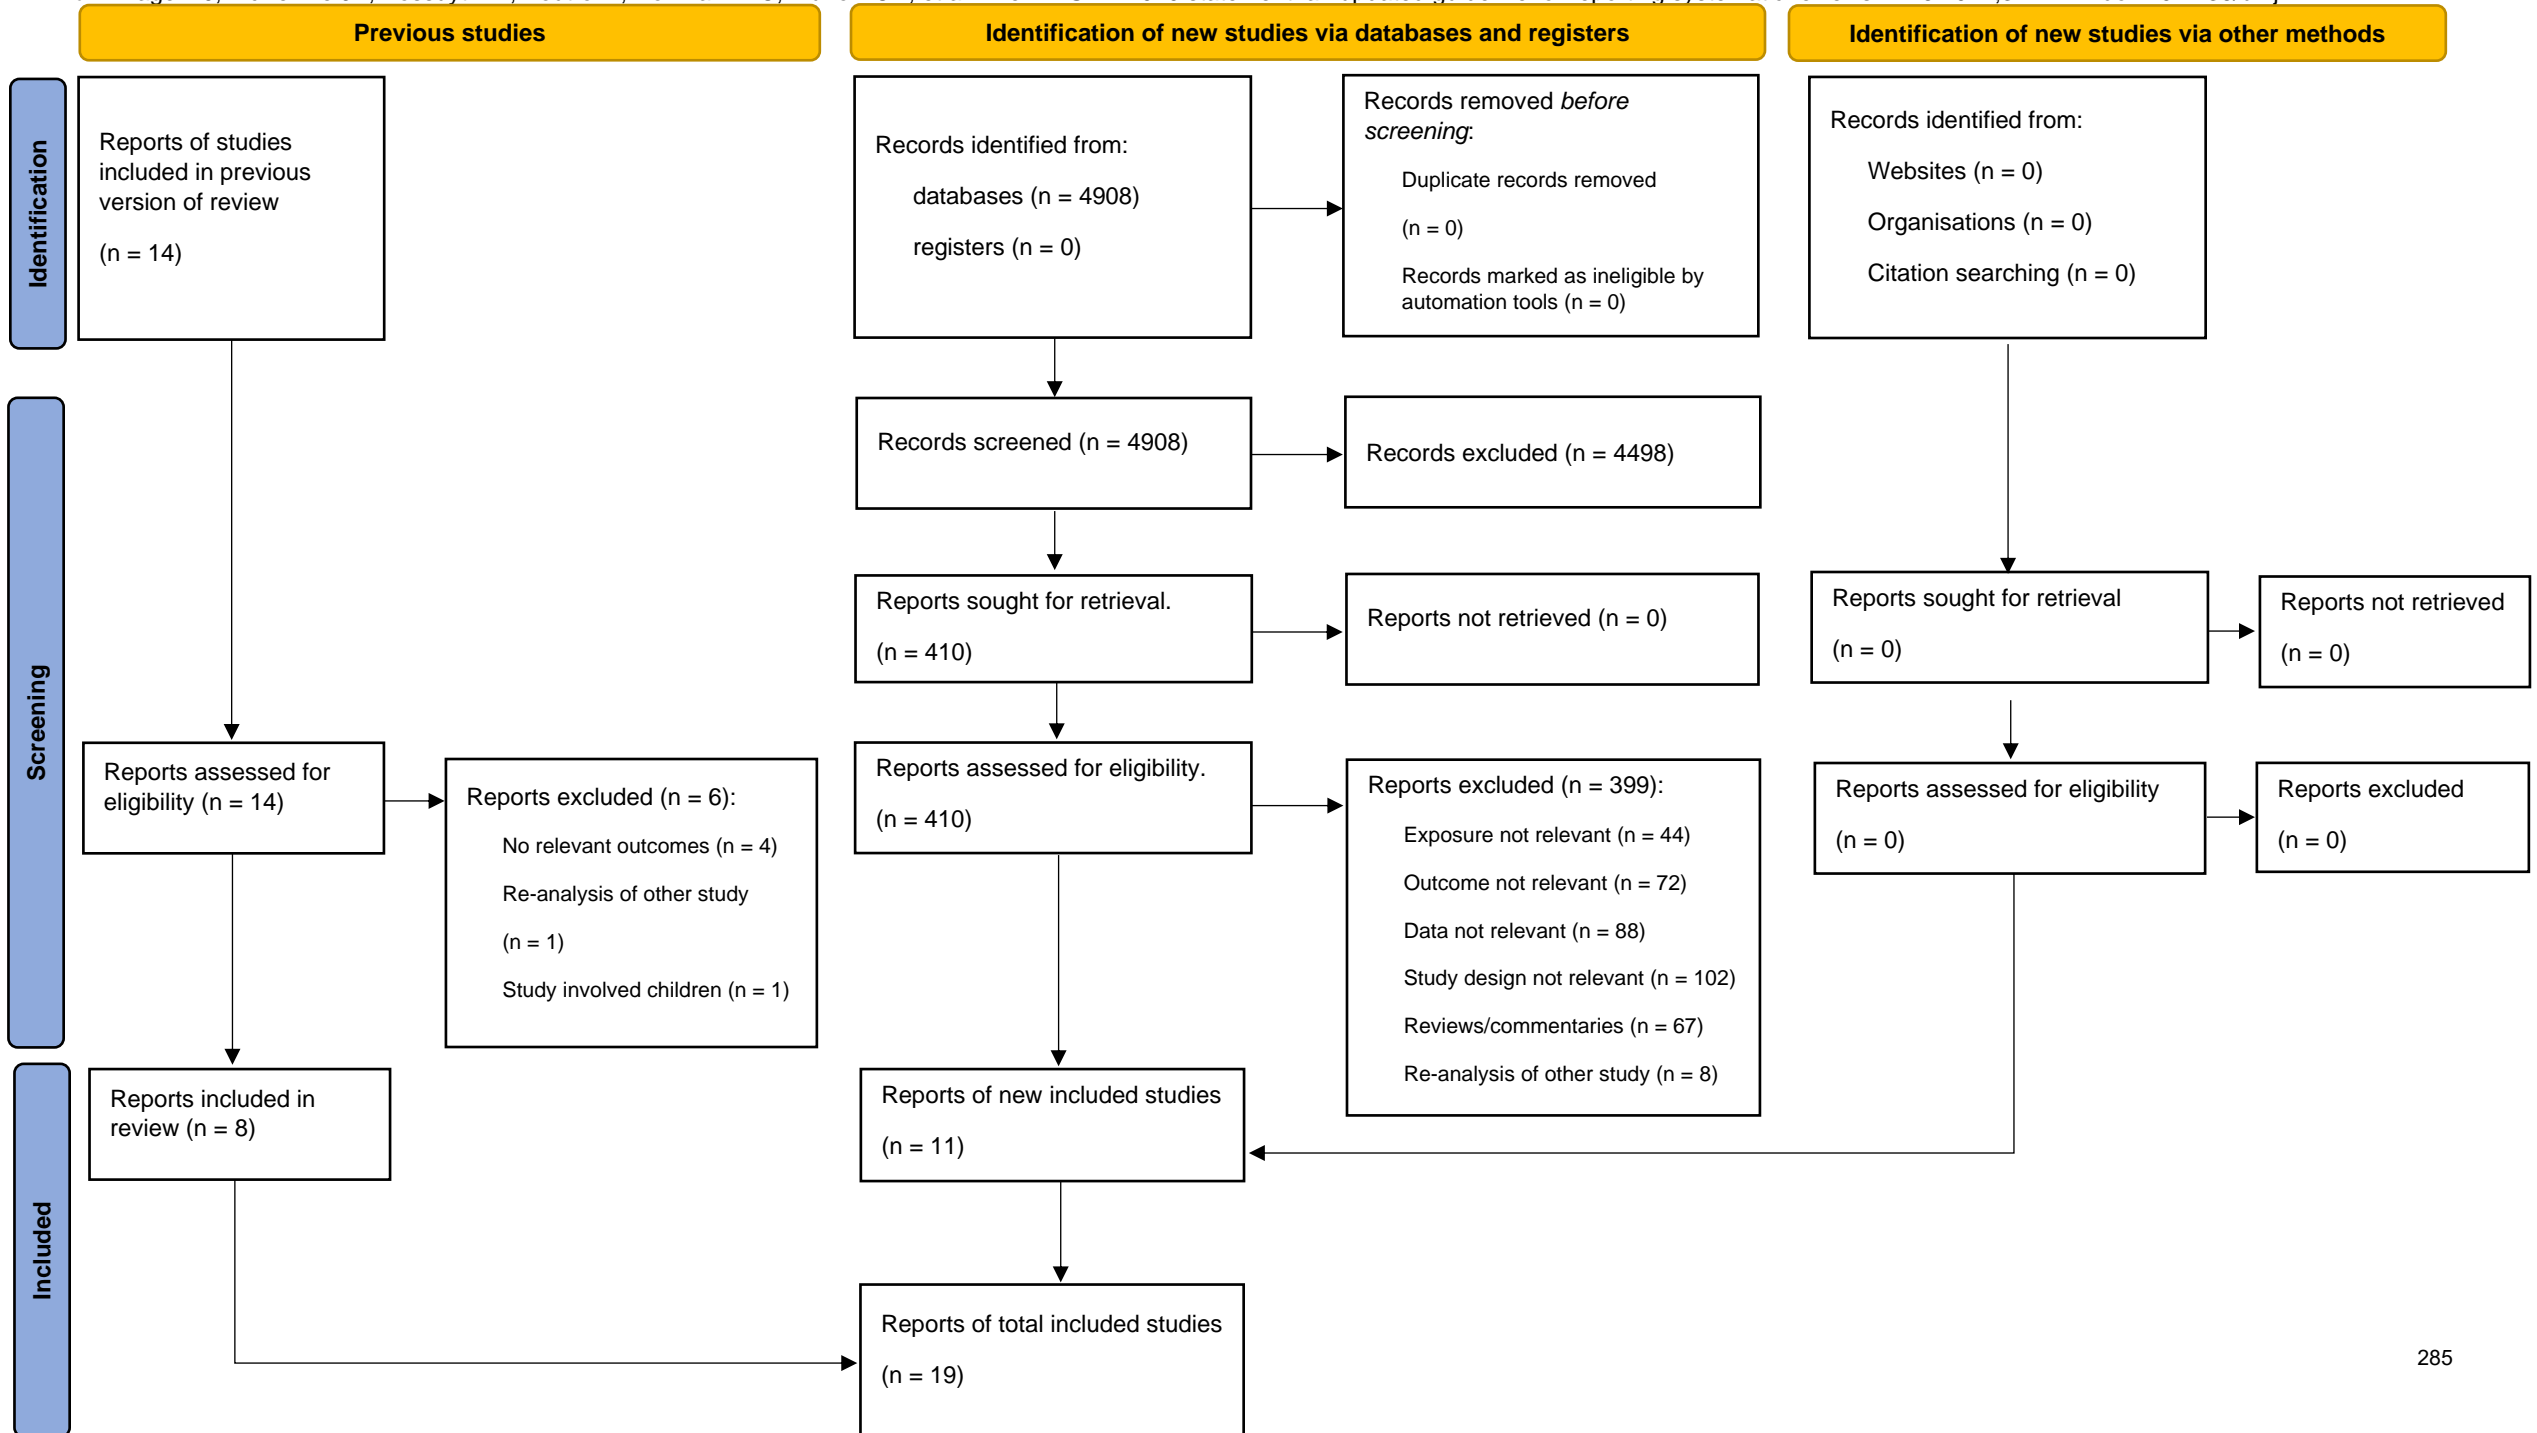 Previous studies
Identification of new studies via databases and registers
Identification of new studies via other methods
Identification
Reports of studies
included in previous
version of review
(n = 14)
Records identified from:
databases (n = 4908)
registers (n = 0)
Records removed before
screening:
Duplicate records removed
(n = 0)
Records marked as ineligible by
automation tools (n = 0)
Records identified from:
Websites (n = 0)
Organisations (n = 0)
Citation searching (n = 0)
Screening
Records screened (n = 4908)
Records excluded (n = 4498)
Reports sought for retrieval.
(n = 410)
Reports not retrieved (n = 0)
Reports sought for retrieval
(n = 0)
Reports not retrieved
(n = 0)
Reports assessed for
eligibility (n = 14)
Reports excluded (n = 6):
No relevant outcomes (n = 4)
Re-analysis of other study
(n = 1)
Study involved children (n = 1)
Reports assessed for eligibility.
(n = 410)
Reports excluded (n = 399):
Exposure not relevant (n = 44)
Outcome not relevant (n = 72)
Data not relevant (n = 88)
Study design not relevant (n = 102)
Reviews/commentaries (n = 67)
Re-analysis of other study (n = 8)
Reports assessed for eligibility
(n = 0)
Reports excluded
(n = 0)
Included
Reports included in
review (n = 8)
Reports of new included studies
(n = 11)
Reports of total included studies
(n = 19)
285